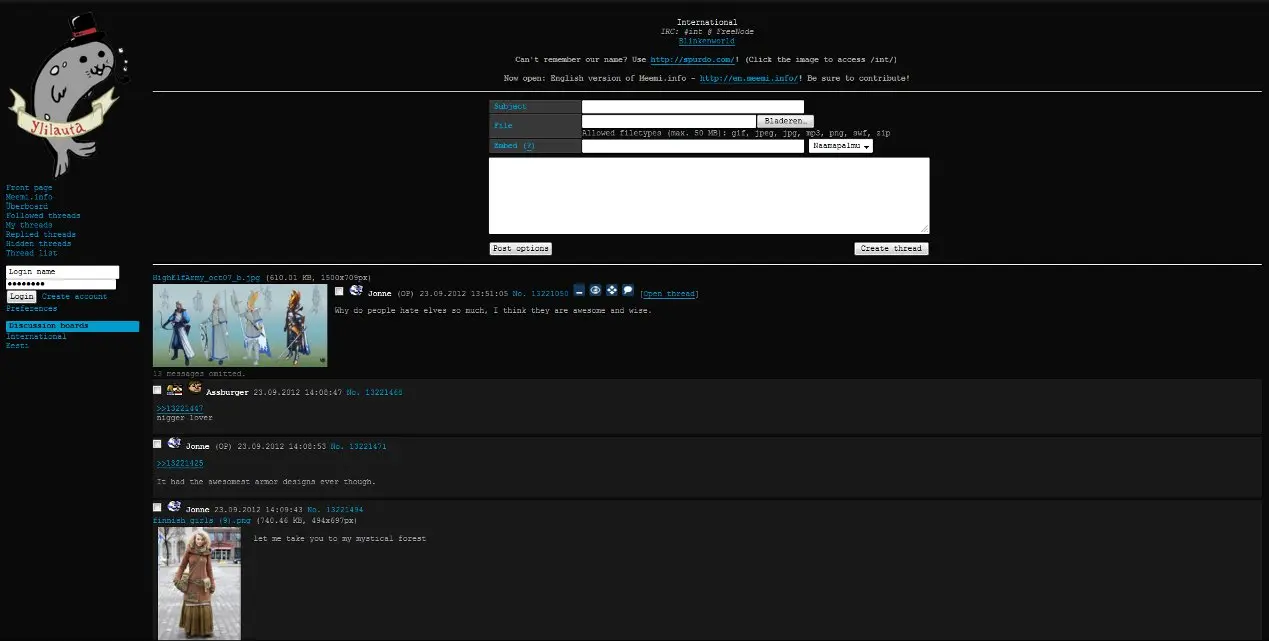 International
IRC: #int @ FreeNode
Blinkenworld
Can't remember our name? Use http://spurdo.com/! (Click the image to access /int/)
Now open: English version of Meemi.info - http://en.meemi.info/! Be sure to contribute!
Ylilauta
Subject
File
Bladeren…
Allowed filetypes (max. 50 MB): gif, jpeg, jpg, mp3, png, swf, zip
Embed (?)
Naamapalmu
Post options
Create thread
Front page
Meemi.info
Überboard
Followed threads
My threads
Replied threads
Hidden threads
Thread list
Login name
Login Create account
Preferences
Discussion boards
International
Eesti
HighElfArmy_oct07_b.jpg (610.01 KB, 1500x709px)
Jonne (OP) 23.09.2012 13:51:05 No. 13221050 [Open thread]
Why do people hate elves so much, I think they are awesome and wise.
13 messages omitted.
Assburger 23.09.2012 14:08:47 No. 13221466
>>13221447
nigger lover
Jonne (OP) 23.09.2012 14:08:53 No. 13221471
>>13221425
It had the awesomest armor designs ever though.
Jonne 23.09.2012 14:09:43 No. 13221494
Finnish girls (9).png (740.46 KB, 494x697px)
let me take you to my mystical forest